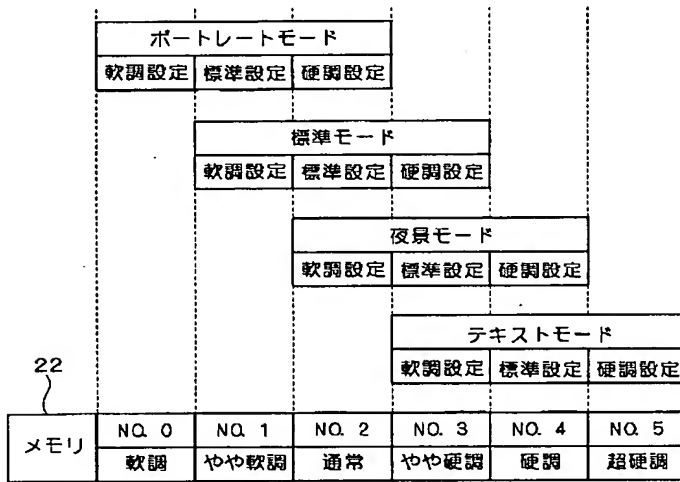 ポートレートモード
軟調設定 標準設定 硬調設定
標準モード
軟調設定 標準設定 硬調設定
夜景モード
軟調設定 標準設定 硬調設定
テキストモード
軟調設定 標準設定 硬調設定
22
メモリ NO. 0 NO. 1 NO. 2 NO. 3 NO. 4 NO. 5
軟調 やや軟調 通常 やや硬調 硬調 超硬調